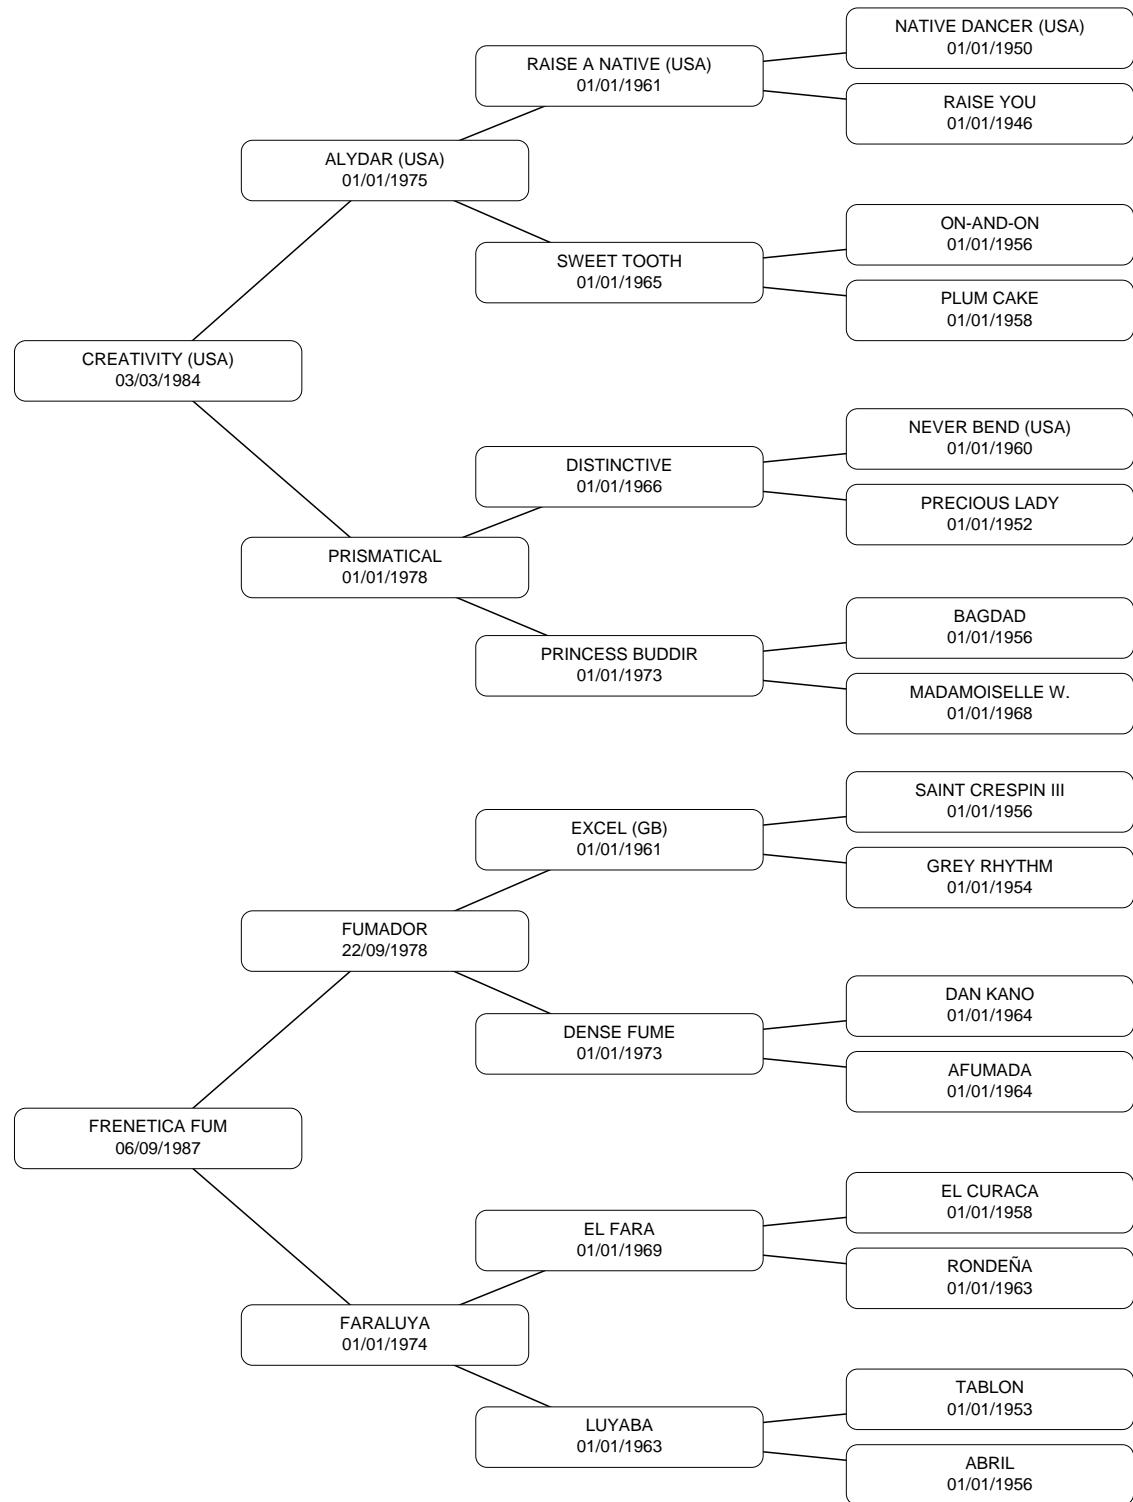 NATIVE DANCER (USA)
01/01/1950
RAISE A NATIVE (USA)
01/01/1961
RAISE YOU
01/01/1946
ALYDAR (USA)
01/01/1975
ON-AND-ON
01/01/1956
SWEET TOOTH
01/01/1965
PLUM CAKE
01/01/1958
CREATIVITY (USA)
03/03/1984
NEVER BEND (USA)
01/01/1960
DISTINCTIVE
01/01/1966
PRECIOUS LADY
01/01/1952
PRISMATICAL
01/01/1978
BAGDAD
01/01/1956
PRINCESS BUDDIR
01/01/1973
MADAMOISELLE W.
01/01/1968
SAINT CRESPIN III
01/01/1956
EXCEL (GB)
01/01/1961
GREY RHYTHM
01/01/1954
FUMADOR
22/09/1978
DAN KANO
01/01/1964
DENSE FUME
01/01/1973
AFUMADA
01/01/1964
FRENETICA FUM
06/09/1987
EL CURACA
01/01/1958
EL FARA
01/01/1969
RONDEÑA
01/01/1963
FARALUYA
01/01/1974
TABLON
01/01/1953
LUYABA
01/01/1963
ABRIL
01/01/1956